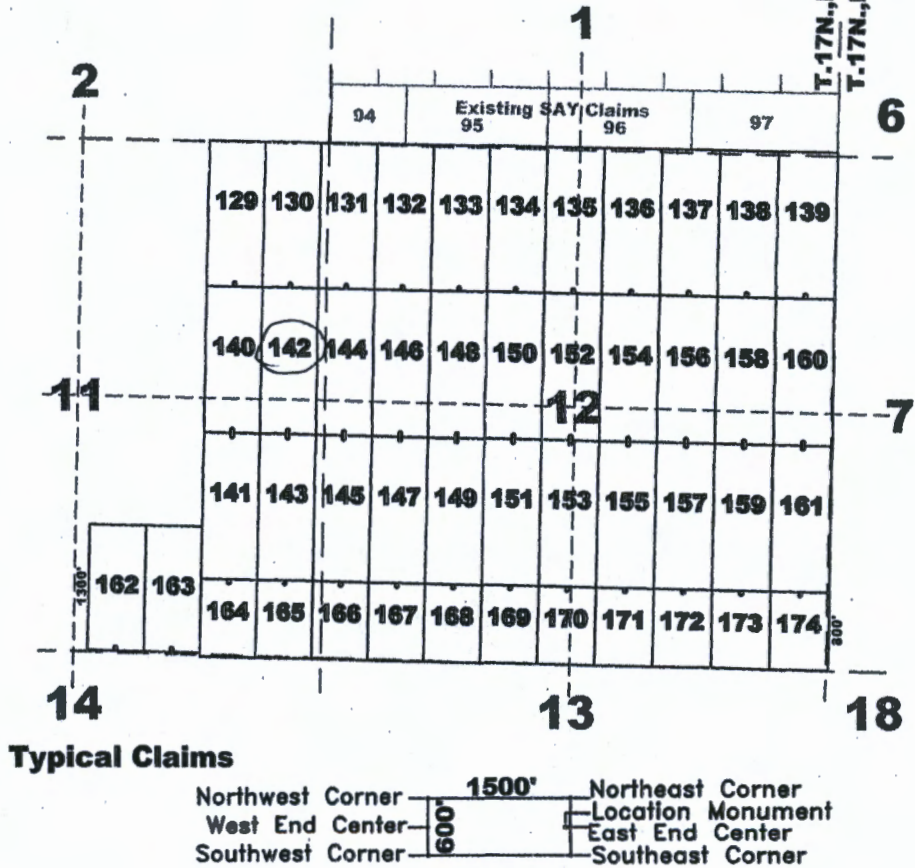 T.17N.,
T.17N.,
1
2
6
94
Existing SAY Claims
95
96
97
129 130 131 132 133 134 135 136 137 138 139
140 142 144 146 148 150 152 154 156 158 160
11
12
7
141 143 145 147 149 151 153 155 157 159 161
1300'
162 163
164 165 166 167 168 169 170 171 172 173 174
800'
14
13
18
Typical Claims
1500'
600'
Northwest Corner
West End Center
Southwest Corner
Northeast Corner
Location Monument
East End Center
Southeast Corner